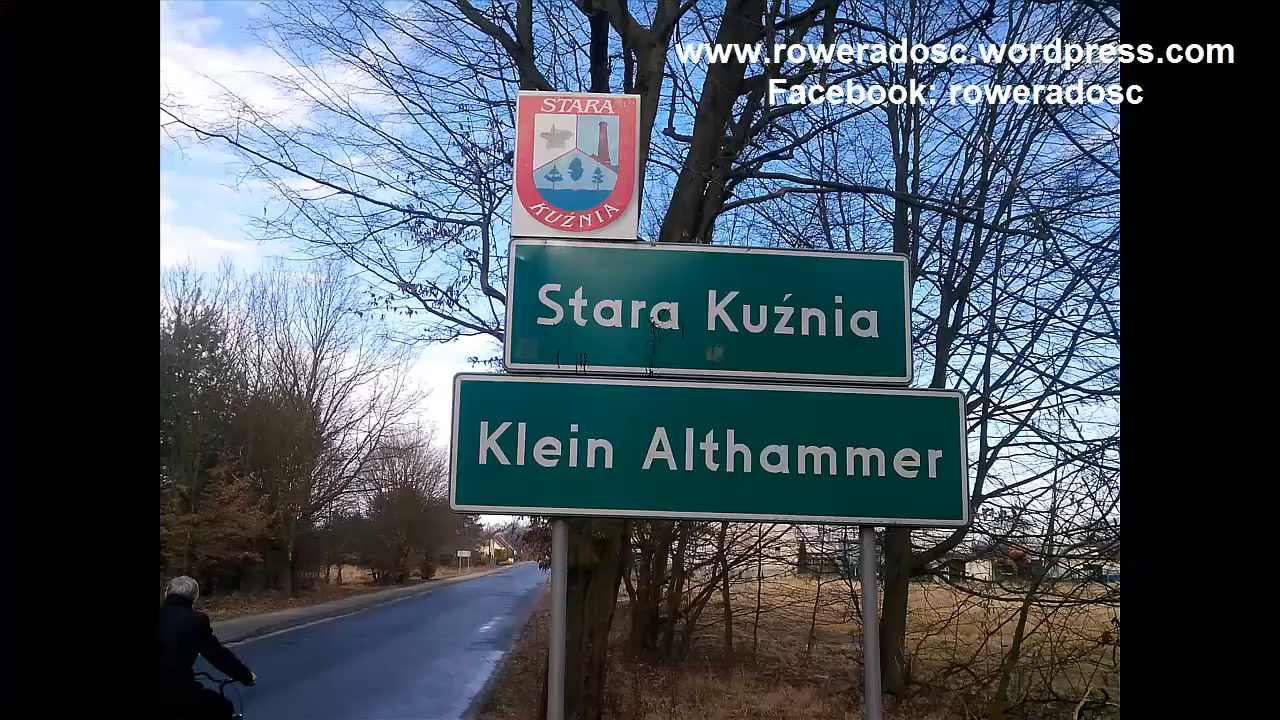 www.roweradosc.wordpress.com
Facebook: roweradosc
STARA
KUŹNIA
Stara Kuźnia
Klein Althammer